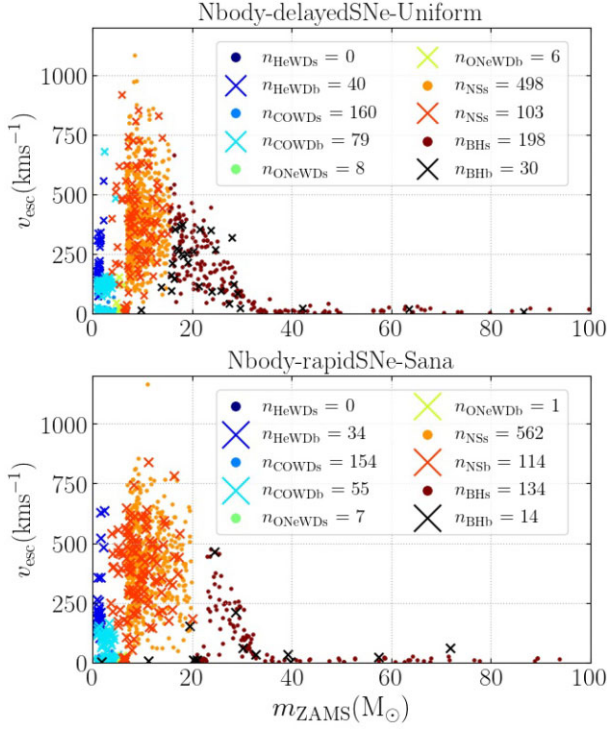 Nbody-delayedSNe-Uniform
1000
750
500
250
0
v_esc(kms⁻¹)
n_HeWDs = 0
n_HeWDb = 40
n_COWDs = 160
n_COWDb = 79
n_ONeWDs = 8
n_ONeWDb = 6
n_NSs = 498
n_NSs = 103
n_BHs = 198
n_BHb = 30
0 20 40 60 80 100
Nbody-rapidSNe-Sana
1000
750
500
250
0
v_esc(kms⁻¹)
n_HeWDs = 0
n_HeWDb = 34
n_COWDs = 154
n_COWDb = 55
n_ONeWDs = 7
n_ONeWDb = 1
n_NSs = 562
n_NSb = 114
n_BHs = 134
n_BHb = 14
0 20 40 60 80 100
m_ZAMS(M_⊙)